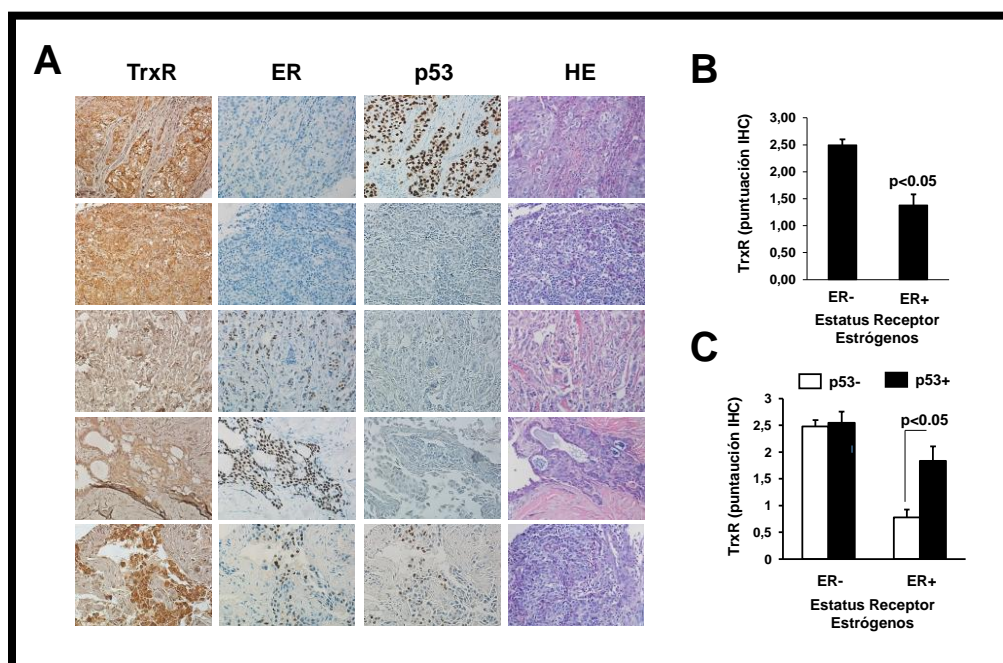 A
TrxR ER p53 HE
B
TrxR (puntuación IHC)
3,00
2,50
2,00
1,50
1,00
0,50
0,00
p<0.05
ER- ER+
Estatus Receptor
Estrógenos
C
p53- p53+
TrxR (puntaución IHC)
3
2,5
2
1,5
1
0,5
0
p<0.05
ER- ER+
Estatus Receptor
Estrógenos